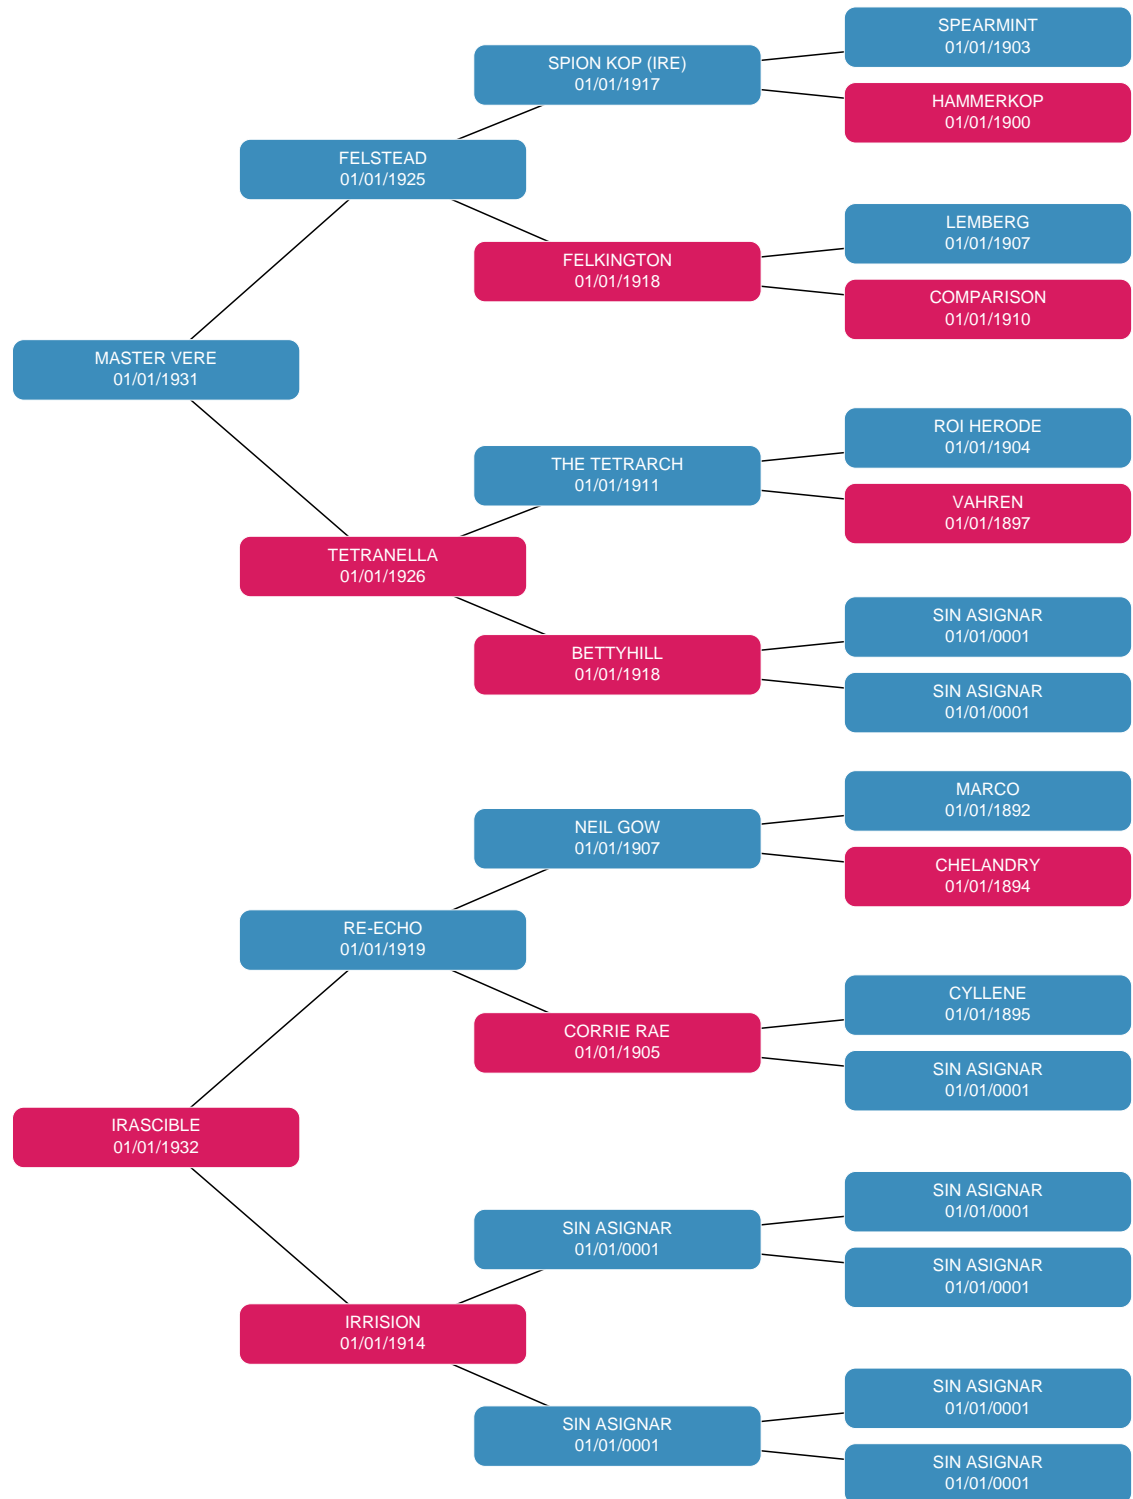 SPEARMINT
01/01/1903
SPION KOP (IRE)
01/01/1917
HAMMERKOP
01/01/1900
FELSTEAD
01/01/1925
LEMBERG
01/01/1907
FELKINGTON
01/01/1918
COMPARISON
01/01/1910
MASTER VERE
01/01/1931
ROI HERODE
01/01/1904
THE TETRARCH
01/01/1911
VAHREN
01/01/1897
TETRANELLA
01/01/1926
SIN ASIGNAR
01/01/0001
BETTYHILL
01/01/1918
SIN ASIGNAR
01/01/0001
MARCO
01/01/1892
NEIL GOW
01/01/1907
CHELANDRY
01/01/1894
RE-ECHO
01/01/1919
CYLLENE
01/01/1895
CORRIE RAE
01/01/1905
SIN ASIGNAR
01/01/0001
IRASCIBLE
01/01/1932
SIN ASIGNAR
01/01/0001
SIN ASIGNAR
01/01/0001
SIN ASIGNAR
01/01/0001
IRRISION
01/01/1914
SIN ASIGNAR
01/01/0001
SIN ASIGNAR
01/01/0001
SIN ASIGNAR
01/01/0001